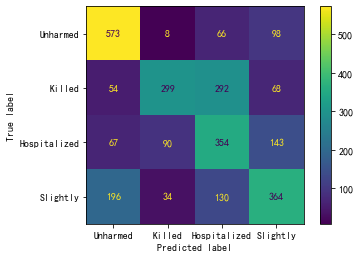 Unharmed 573 8 66 98
Killed 54 299 292 68
Hospitalized 67 90 354 143
Slightly 196 34 130 364
Unharmed Killed Hospitalized Slightly
Predicted label
True label
500
400
300
200
100